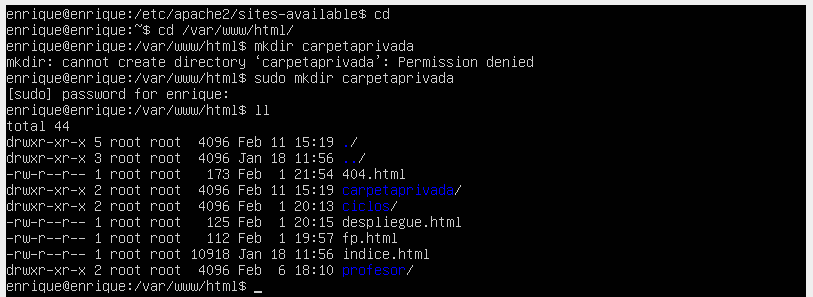 enrique@enrique:/etc/apache2/sites-available$ cd
enrique@enrique:~$ cd /var/www/html/
enrique@enrique:/var/www/html$ mkdir carpetaprivada
mkdir: cannot create directory ‘carpetaprivada’: Permission denied
enrique@enrique:/var/www/html$ sudo mkdir carpetaprivada
[sudo] password for enrique:
enrique@enrique:/var/www/html$ ll
total 44
drwxr-xr-x 5 root root  4096 Feb 11 15:19 ./
drwxr-xr-x 3 root root  4096 Jan 18 11:56 ../
-rw-r--r-- 1 root root   173 Feb  1 21:54 404.html
drwxr-xr-x 2 root root  4096 Feb 11 15:19 carpetaprivada/
drwxr-xr-x 2 root root  4096 Feb  1 20:13 ciclos/
-rw-r--r-- 1 root root   125 Feb  1 20:15 despliegue.html
-rw-r--r-- 1 root root   112 Feb  1 19:57 fp.html
-rw-r--r-- 1 root root 10918 Jan 18 11:56 indice.html
drwxr-xr-x 2 root root  4096 Feb  6 18:10 profesor/
enrique@enrique:/var/www/html$ _